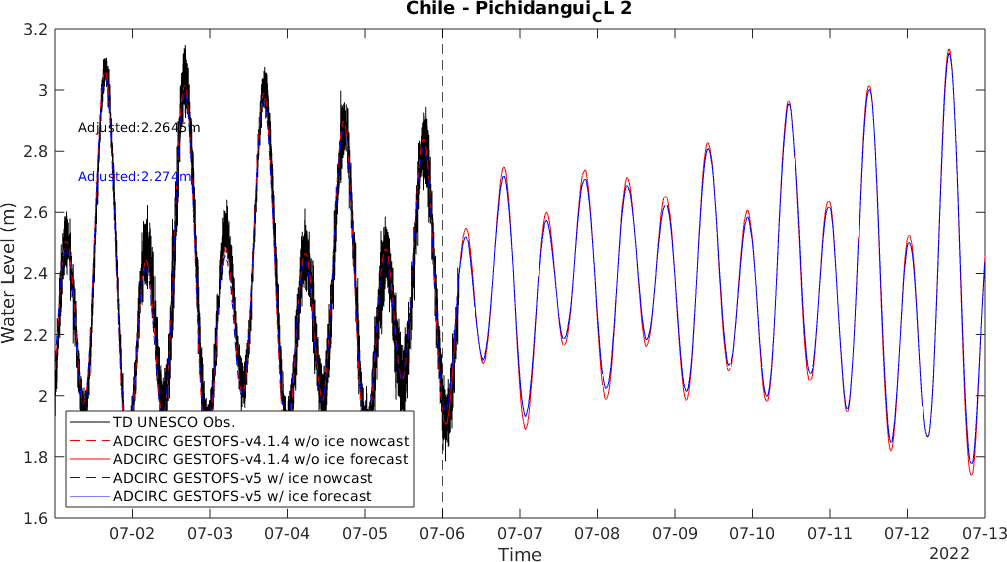 Chile - Pichidangui_CL 2
3.2
3
2.8
2.6
2.4
2.2
2
1.8
1.6
Water Level (m)
Adjusted:2.2645m
Adjusted:2.274m
TD UNESCO Obs.
ADCIRC GESTOFS-v4.1.4 w/o ice nowcast
ADCIRC GESTOFS-v4.1.4 w/o ice forecast
ADCIRC GESTOFS-v5 w/ ice nowcast
ADCIRC GESTOFS-v5 w/ ice forecast
07-02 07-03 07-04 07-05 07-06 07-07 07-08 07-09 07-10 07-11 07-12 07-13
Time
2022